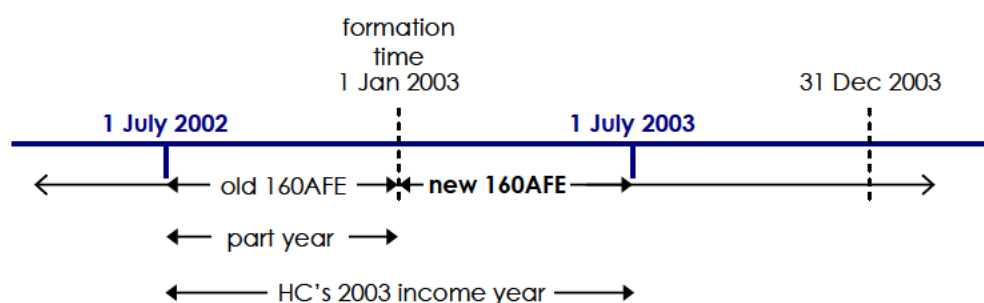 formation
time
1 Jan 2003
31 Dec 2003
1 July 2002
1 July 2003
old 160AFE
new 160AFE
part year
HC's 2003 income year